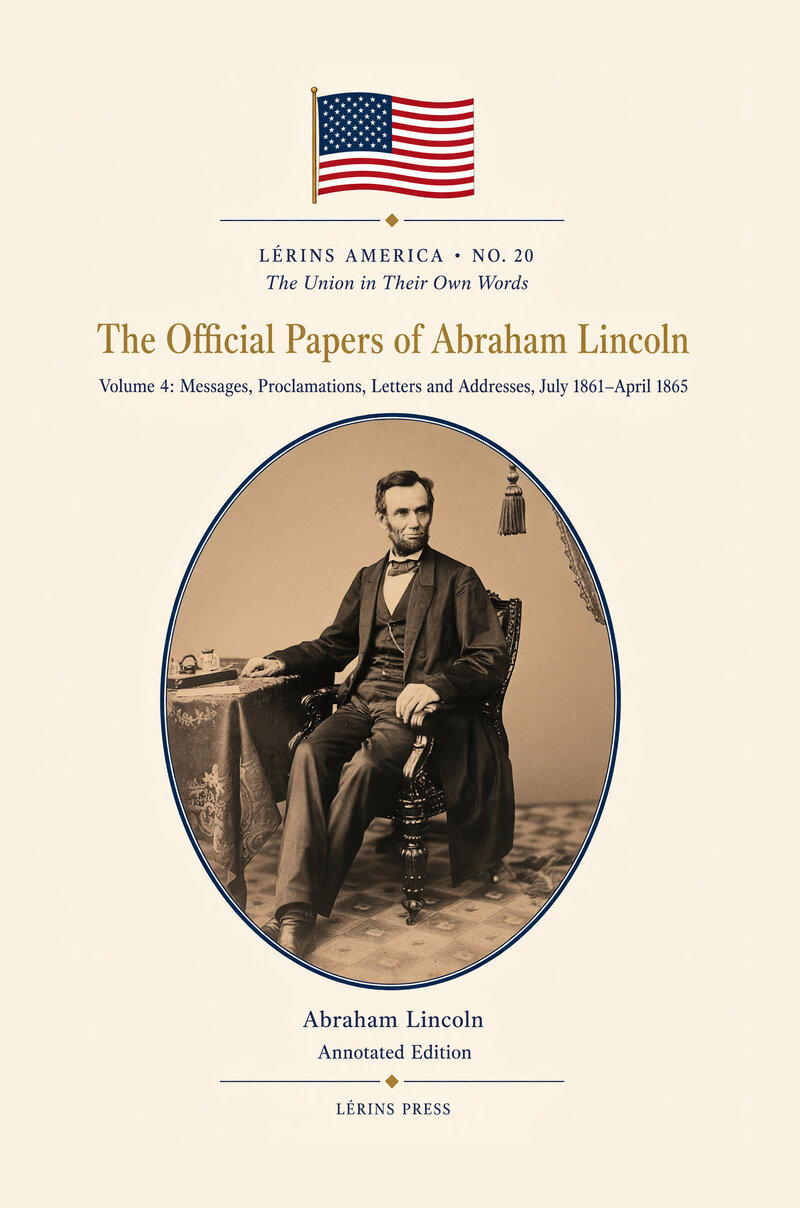 LÉRINS AMERICA • NO. 20
The Union in Their Own Words
The Official Papers of Abraham Lincoln
Volume 4: Messages, Proclamations, Letters and Addresses, July 1861–April 1865
Abraham Lincoln
Annotated Edition
LÉRINS PRESS